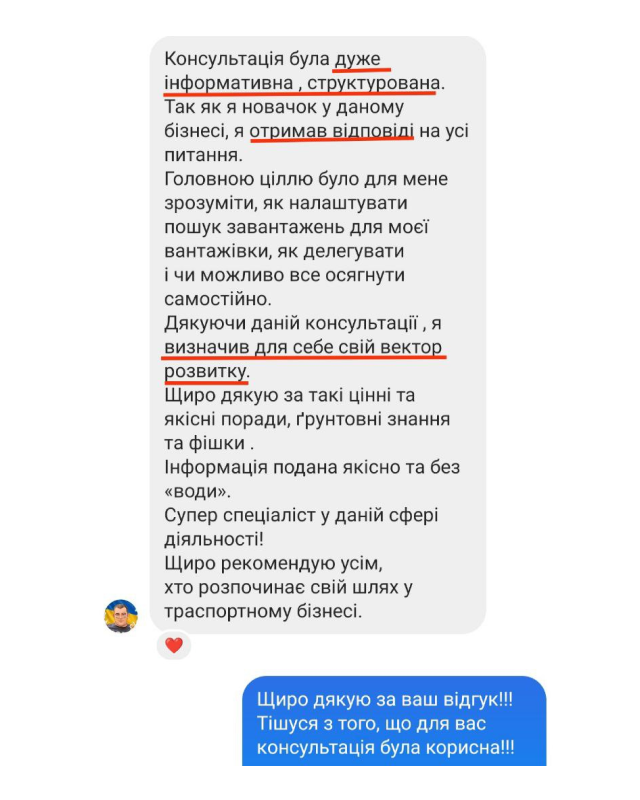 Консультація була дуже
інформативна , структурована.
Так як я новачок у даному
бізнесі, я отримав відповіді на усі
питання.
Головною ціллю було для мене
зрозуміти, як налаштувати
пошук завантажень для моєї
вантажівки, як делегувати
і чи можливо все осягнути
самостійно.
Дякуючи даній консультації , я
визначив для себе свій вектор
розвитку.
Щиро дякую за такі цінні та
якісні поради, ґрунтовні знання
та фішки .
Інформація подана якісно та без
«води».
Супер спеціаліст у даній сфері
діяльності!
Щиро рекомендую усім,
хто розпочинає свій шлях у
траспортному бізнесі.
Щиро дякую за ваш відгук!!!
Тішуся з того, що для вас
консультація була корисна!!!